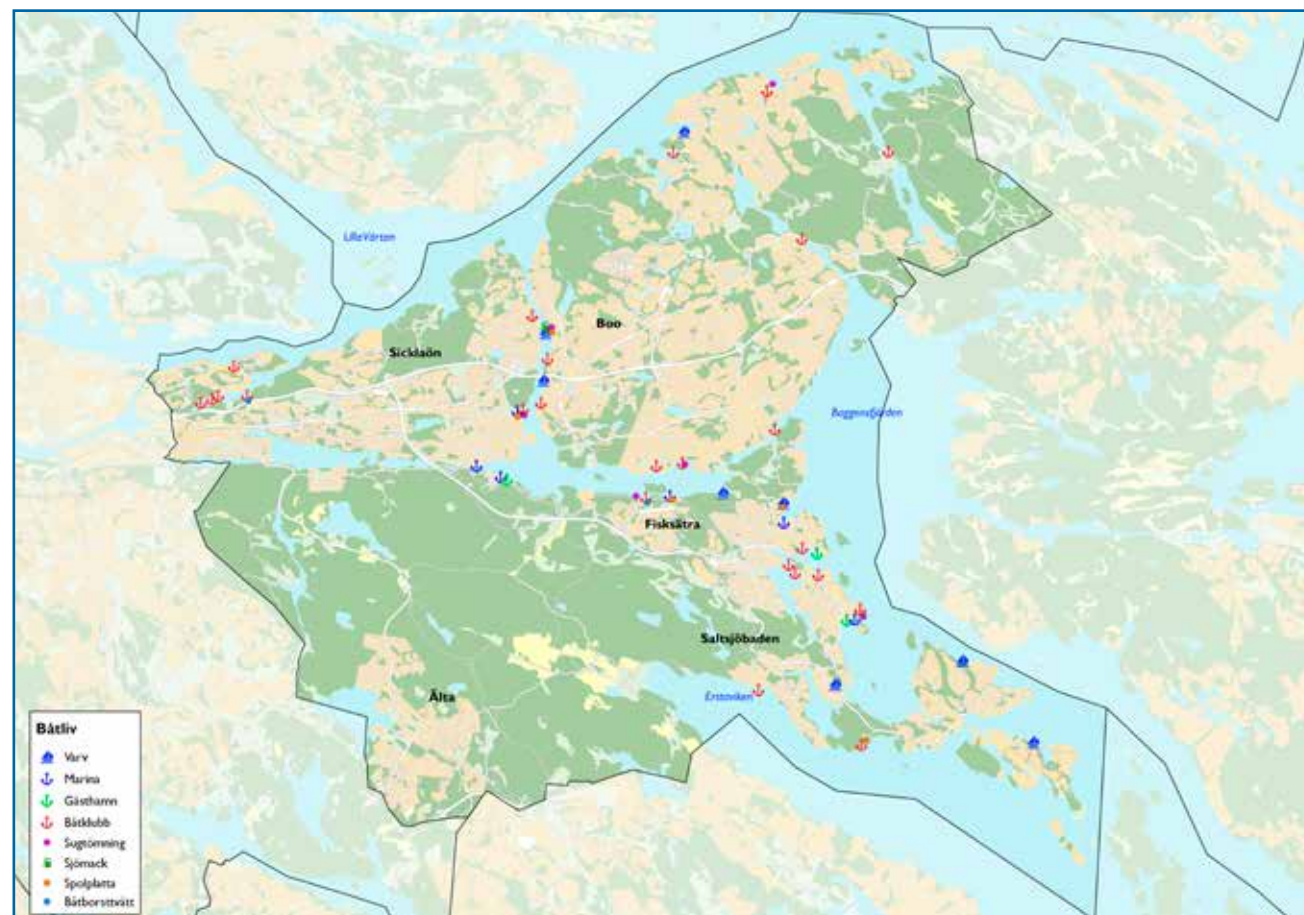 Lilla Värtan
Boo
Sicklaön
Baggensfjärden
Fisksätra
Saltsjöbaden
Erstaviken
Älta
Båtliv
Varv
Marina
Gästhamn
Båtklubb
Sugtömning
Sjömack
Spolplatta
Båtborsttvätt